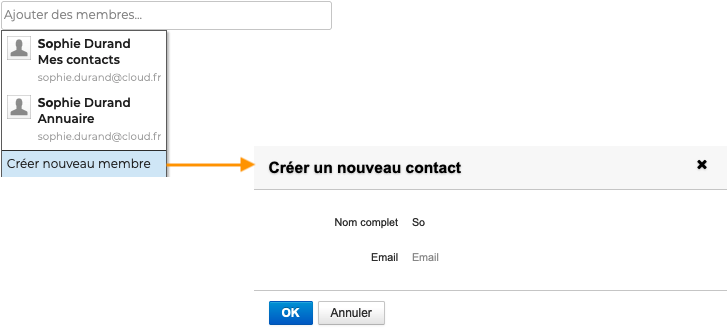 Ajouter des membres...
Sophie Durand
Mes contacts
sophie.durand@cloud.fr
Sophie Durand
Annuaire
sophie.durand@cloud.fr
Créer nouveau membre
Créer un nouveau contact
Nom complet So
Email Email
OK Annuler